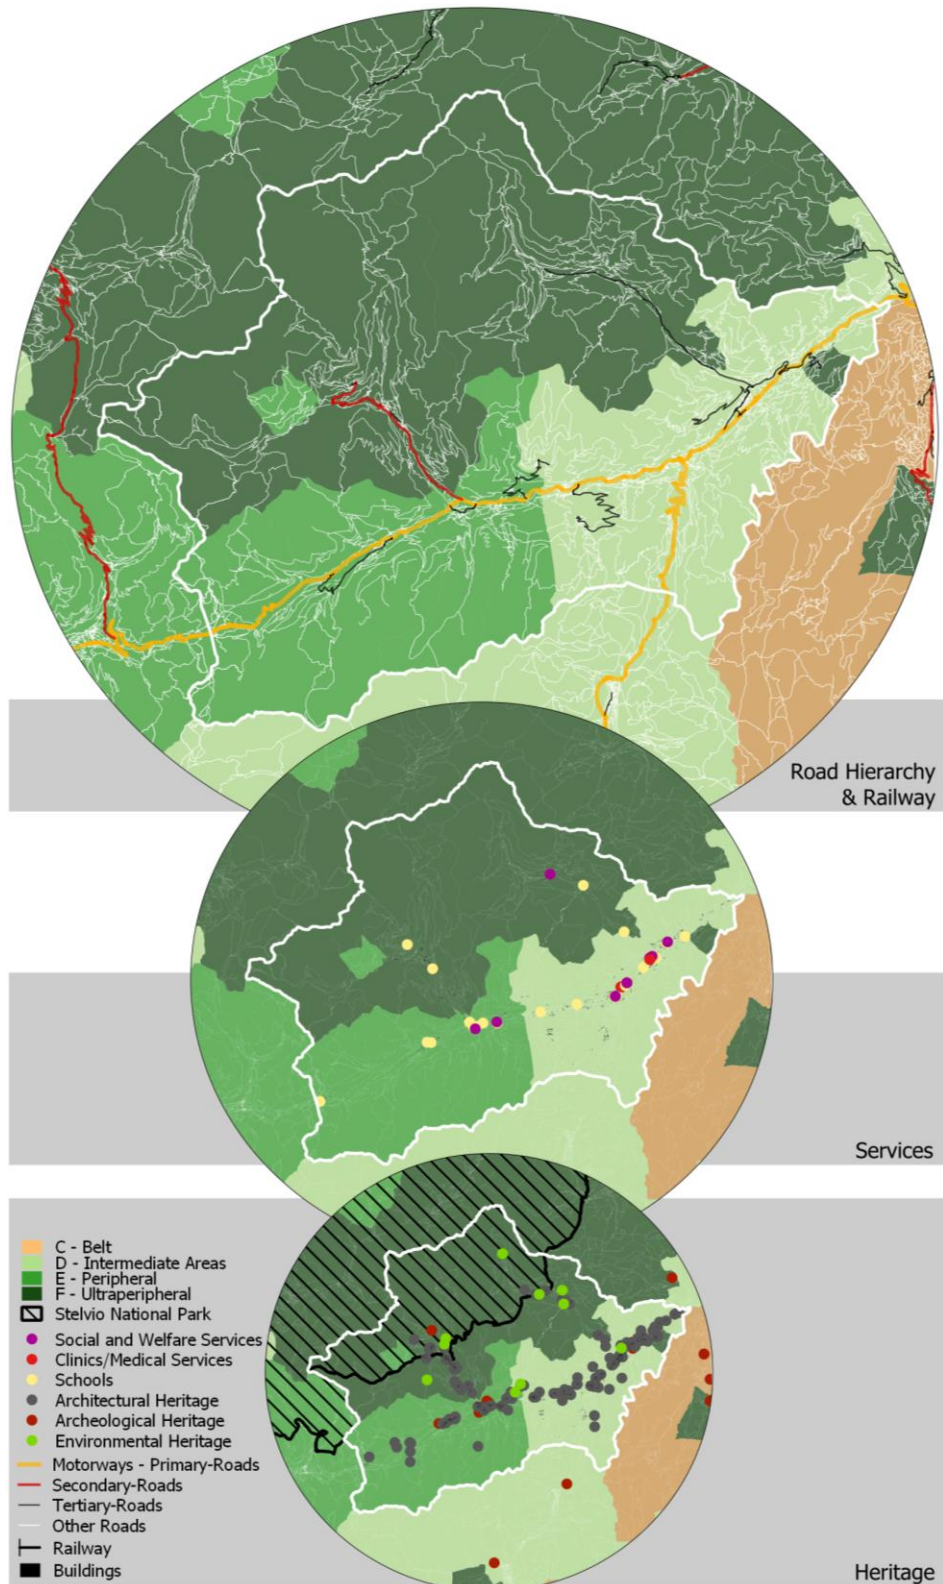 Road Hierarchy
& Railway
Services
C - Belt
D - Intermediate Areas
E - Peripheral
F - Ultraperipheral
Stelvio National Park
Social and Welfare Services
Clinics/Medical Services
Schools
Architectural Heritage
Archeological Heritage
Environmental Heritage
Motorways - Primary-Roads
Secondary-Roads
Tertiary-Roads
Other Roads
Railway
Buildings
Heritage